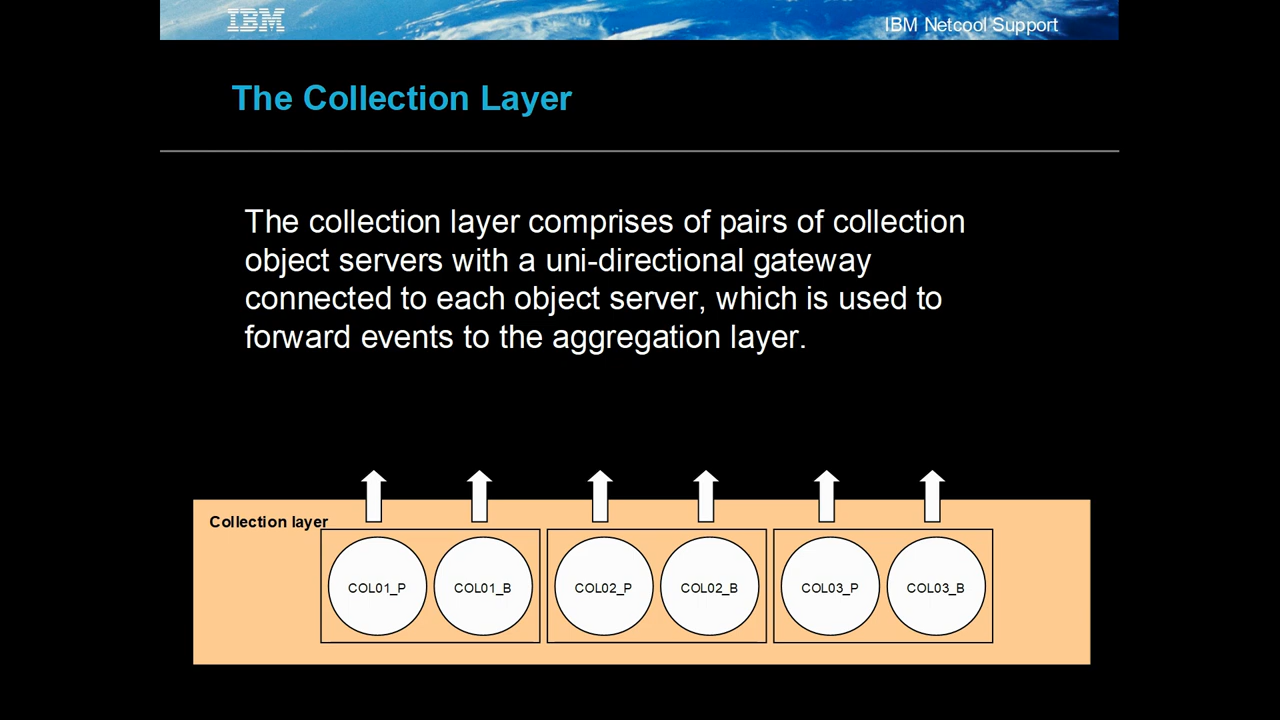 IBM
IBM Netcool Support
The Collection Layer
The collection layer comprises of pairs of collection
object servers with a uni-directional gateway
connected to each object server, which is used to
forward events to the aggregation layer.
Collection layer
COL01_P
COL01_B
COL02_P
COL02_B
COL03_P
COL03_B